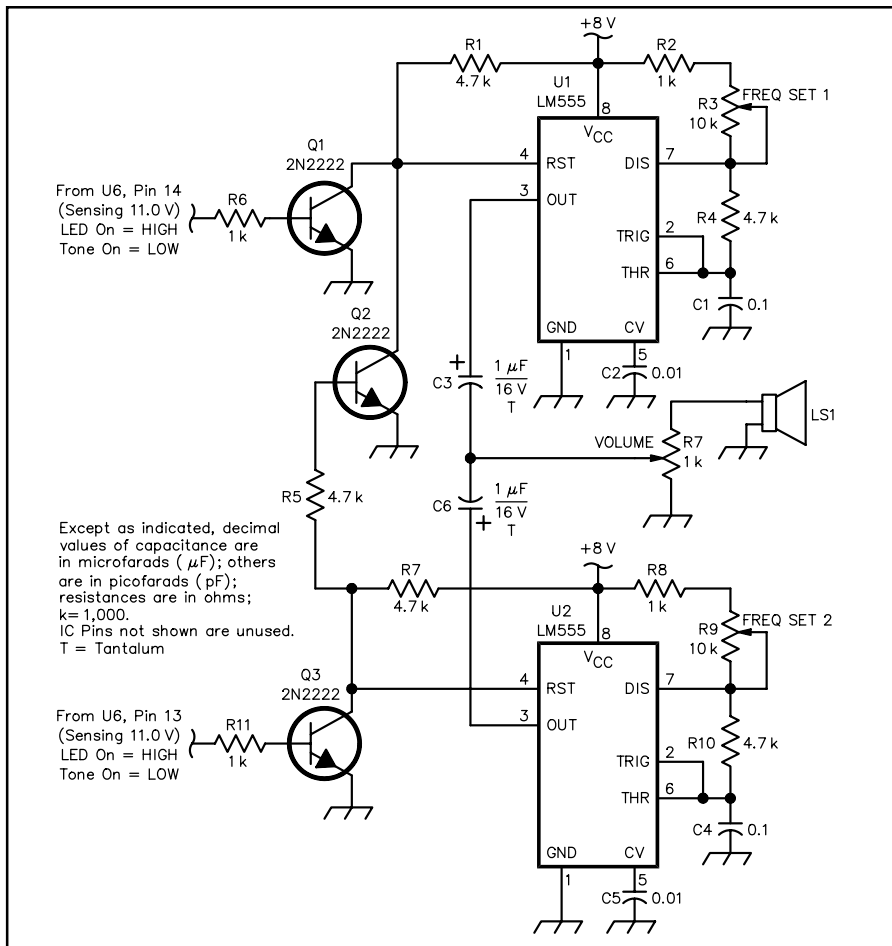 +8 V
R1
4.7 k
R2
1 k
U1
LM555
8
VCC
R3
10 k
FREQ SET 1
Q1
2N2222
4
RST
DIS
7
3
OUT
From U6, Pin 14
(Sensing 11.0 V)
LED On = HIGH
Tone On = LOW
R6
1 k
R4
4.7 k
TRIG
2
THR
6
C1
0.1
Q2
2N2222
GND
CV
1
5
C2
0.01
+
C3
1 µF
16 V
T
LS1
VOLUME
R7
1 k
R5
4.7 k
C6
+
1 µF
16 V
T
Except as indicated, decimal
values of capacitance are
in microfarads ( µF); others
are in picofarads ( pF);
resistances are in ohms;
k= 1,000.
IC Pins not shown are unused.
T = Tantalum
+8 V
R7
4.7 k
R8
1 k
U2
LM555
8
VCC
R9
10 k
FREQ SET 2
Q3
2N2222
4
RST
DIS
7
3
OUT
From U6, Pin 13
(Sensing 11.0 V)
LED On = HIGH
Tone On = LOW
R11
1 k
R10
4.7 k
TRIG
2
THR
6
C4
0.1
GND
CV
1
5
C5
0.01